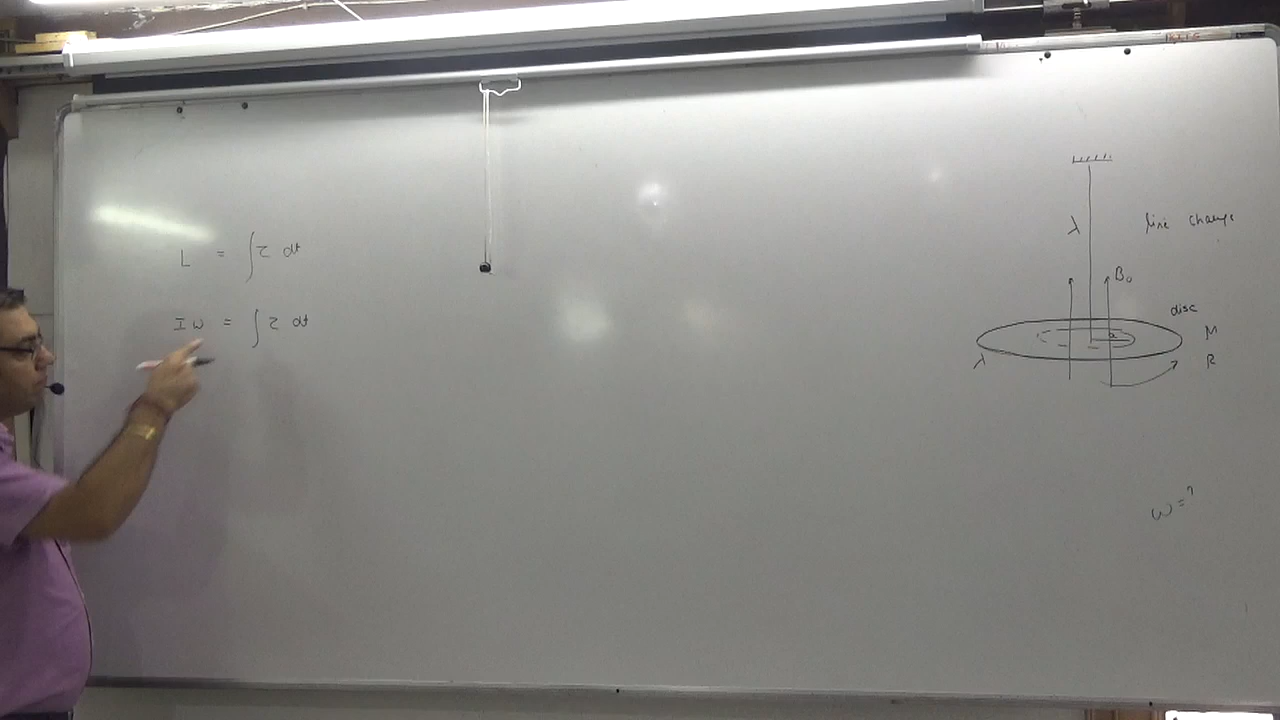 L = ∫τ dt
Iω = ∫τ dt
λ line charge
B₀
disc
a
M
λ
R
ω = ?